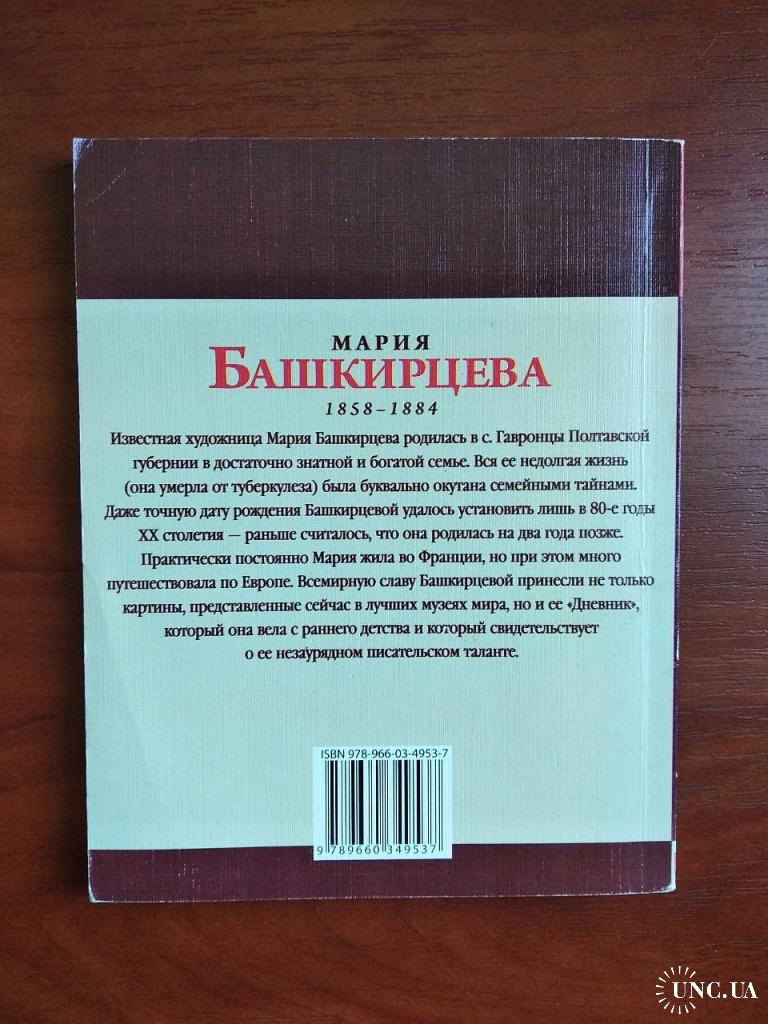 МАРИЯ
БАШКИРЦЕВА
1858–1884
Известная художница Мария Башкирцева родилась в с. Гавронцы Полтавской
губернии в достаточно знатной и богатой семье. Вся ее недолгая жизнь
(она умерла от туберкулеза) была буквально окутана семейными тайнами.
Даже точную дату рождения Башкирцевой удалось установить лишь в 80-е годы
XX столетия — раньше считалось, что она родилась на два года позже.
Практически постоянно Мария жила во Франции, но при этом много
путешествовала по Европе. Всемирную славу Башкирцевой принесли не только
картины, представленные сейчас в лучших музеях мира, но и ее «Дневник»,
который она вела с раннего детства и который свидетельствует
о ее незаурядном писательском таланте.
ISBN 978-966-03-4953-7
9 789660 349537
UNC.UA